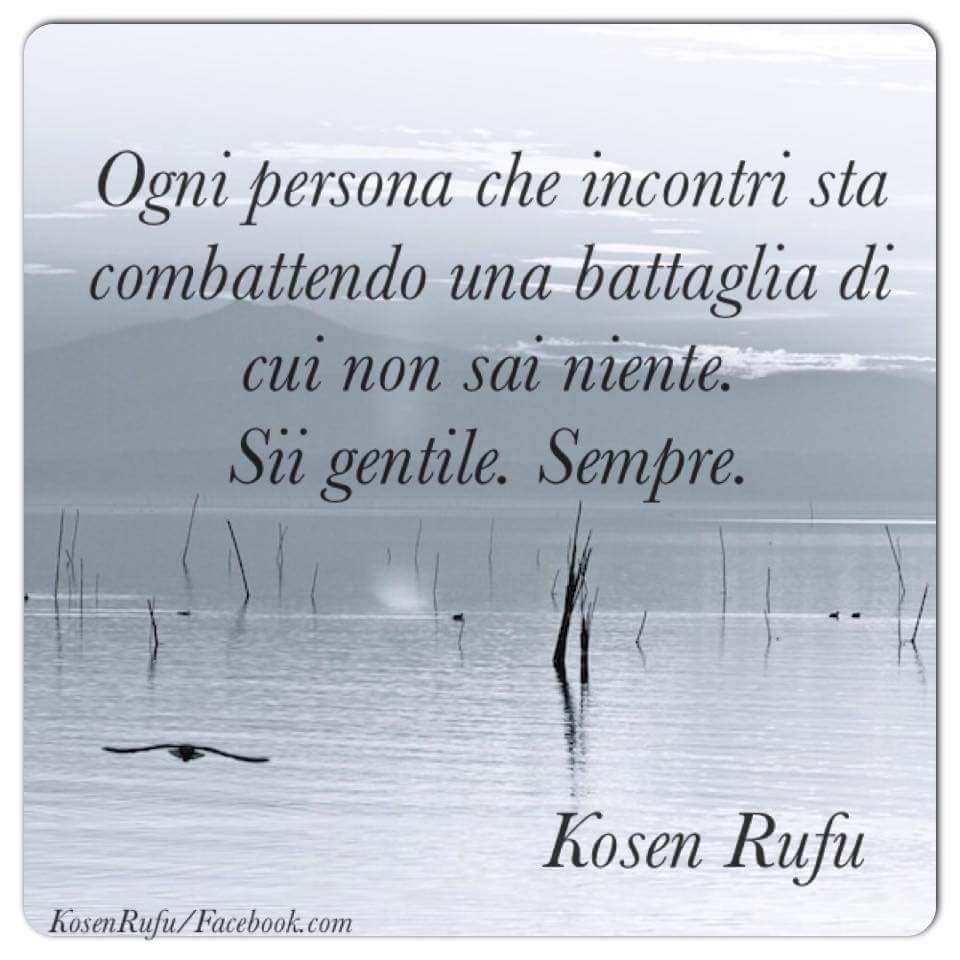 Ogni persona che incontri sta
combattendo una battaglia di
cui non sai niente.
Sii gentile. Sempre.
Kosen Rufu
KosenRufu/Facebook.com